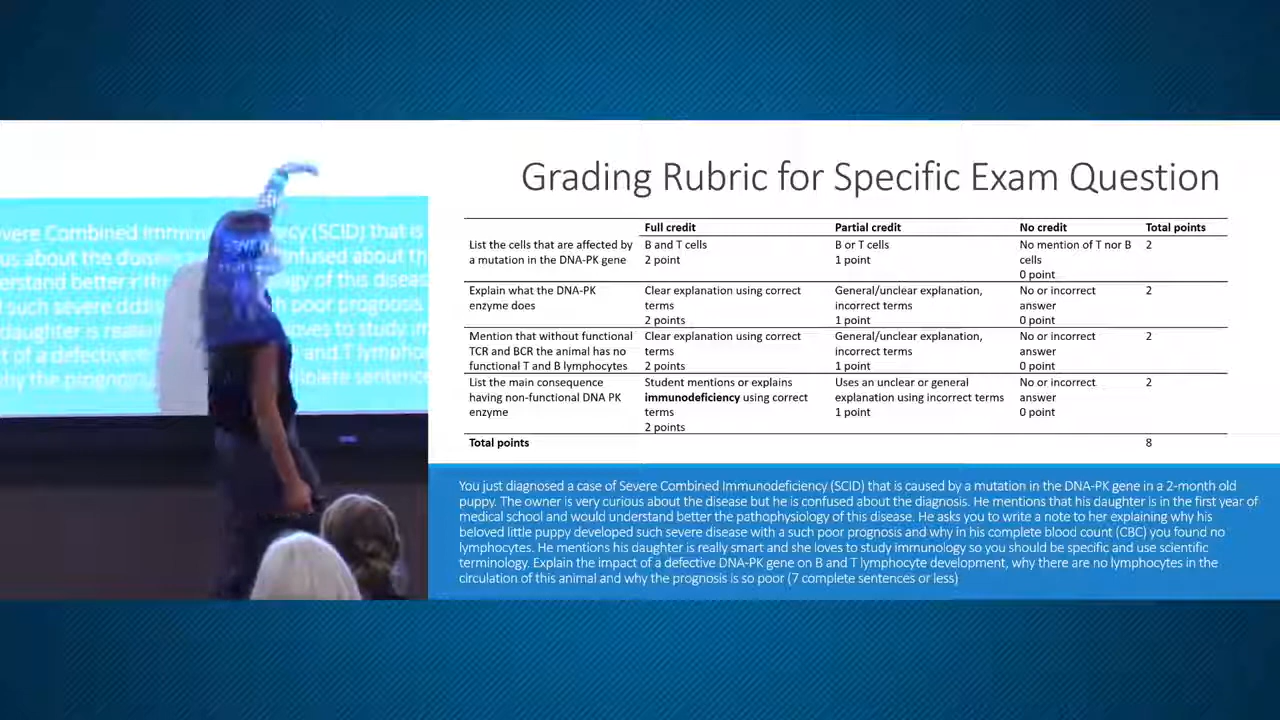 Grading Rubric for Specific Exam Question
Full credit Partial credit No credit Total points
List the cells that are affected by a mutation in the DNA-PK gene B and T cells 2 point B or T cells 1 point No mention of T nor B cells 0 point 2
Explain what the DNA-PK enzyme does Clear explanation using correct terms 2 points General/unclear explanation, incorrect terms 1 point No or incorrect answer 0 point 2
Mention that without functional TCR and BCR the animal has no functional T and B lymphocytes Clear explanation using correct terms 2 points General/unclear explanation, incorrect terms 1 point No or incorrect answer 0 point 2
List the main consequence having non-functional DNA PK enzyme Student mentions or explains immunodeficiency using correct terms 2 points Uses an unclear or general explanation using incorrect terms 1 point No or incorrect answer 0 point 2
Total points 8
You just diagnosed a case of Severe Combined Immunodeficiency (SCID) that is caused by a mutation in the DNA-PK gene in a 2-month old
puppy. The owner is very curious about the disease but he is confused about the diagnosis. He mentions that his daughter is in the first year of
medical school and would understand better the pathophysiology of this disease. He asks you to write a note to her explaining why his
beloved little puppy developed such severe disease with a such poor prognosis and why in his complete blood count (CBC) you found no
lymphocytes. He mentions his daughter is really smart and she loves to study immunology so you should be specific and use scientific
terminology. Explain the impact of a defective DNA-PK gene on B and T lymphocyte development, why there are no lymphocytes in the
circulation of this animal and why the prognosis is so poor (7 complete sentences or less)